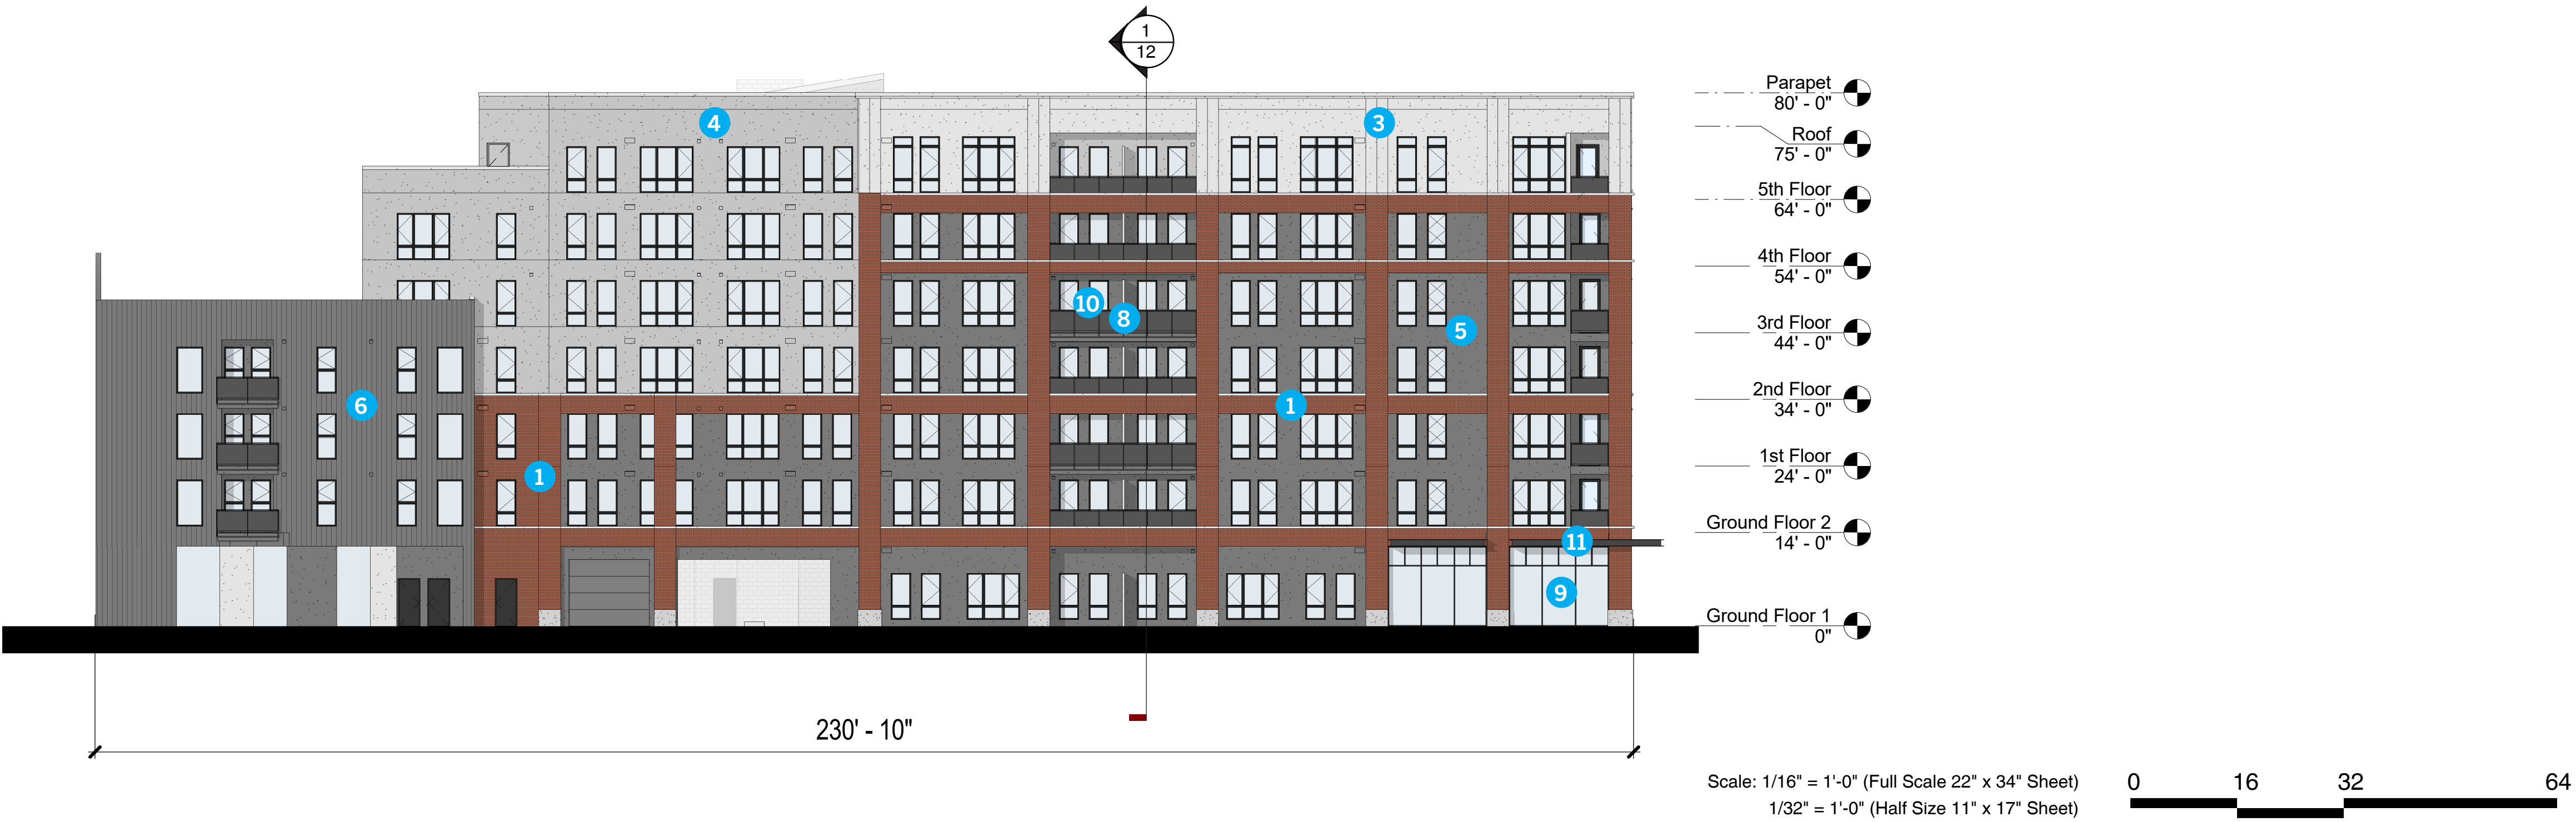 1
12
Parapet
80' - 0"
4
3
Roof
75' - 0"
5th Floor
64' - 0"
4th Floor
54' - 0"
10
8
3rd Floor
44' - 0"
5
2nd Floor
34' - 0"
6
1
1st Floor
24' - 0"
1
Ground Floor 2
14' - 0"
11
9
Ground Floor 1
0"
230' - 10"
Scale: 1/16" = 1'-0" (Full Scale 22" x 34" Sheet)
1/32" = 1'-0" (Half Size 11" x 17" Sheet)
0 16 32 64